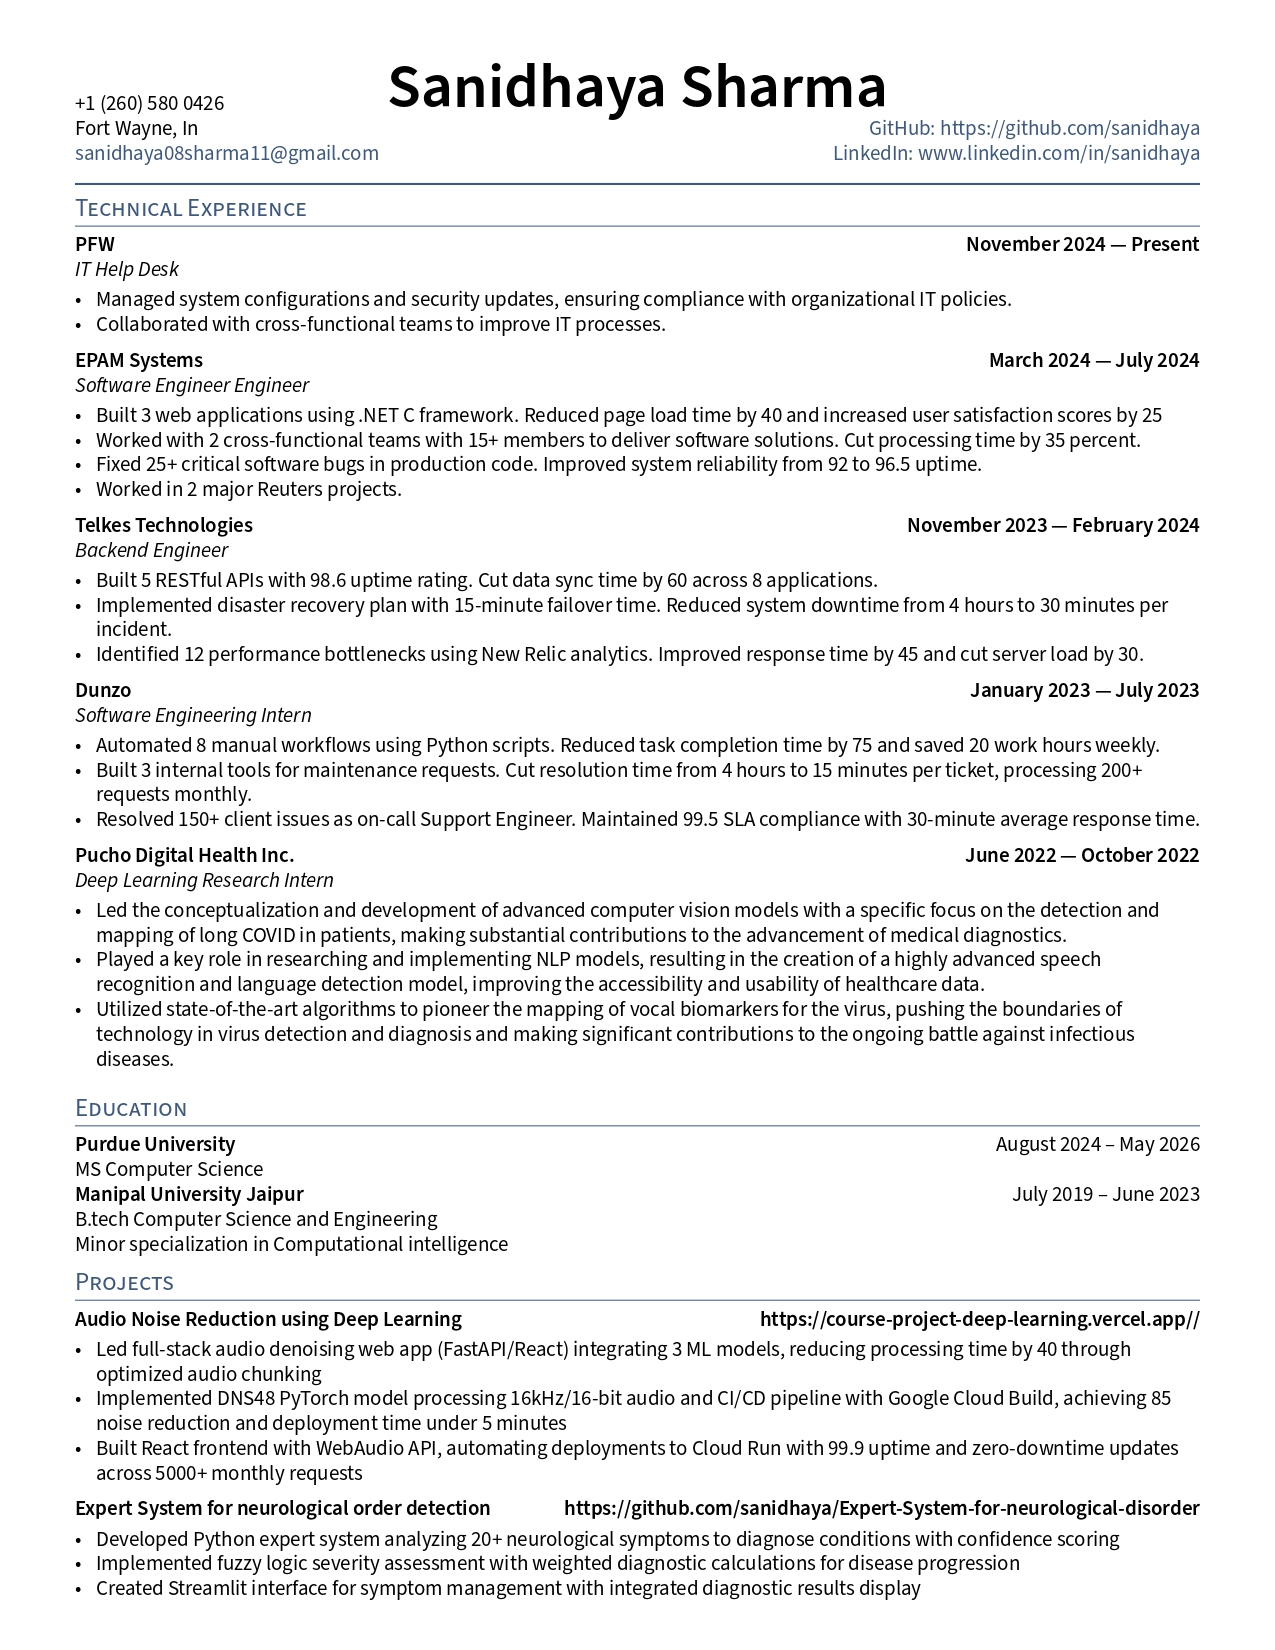 Sanidhaya Sharma
+1 (260) 580 0426
Fort Wayne, In
sanidhaya08sharma11@gmail.com
GitHub: https://github.com/sanidhaya
LinkedIn: www.linkedin.com/in/sanidhaya
Technical Experience
PFW November 2024 — Present
IT Help Desk
• Managed system configurations and security updates, ensuring compliance with organizational IT policies.
• Collaborated with cross-functional teams to improve IT processes.
EPAM Systems March 2024 — July 2024
Software Engineer Engineer
• Built 3 web applications using .NET C framework. Reduced page load time by 40 and increased user satisfaction scores by 25
• Worked with 2 cross-functional teams with 15+ members to deliver software solutions. Cut processing time by 35 percent.
• Fixed 25+ critical software bugs in production code. Improved system reliability from 92 to 96.5 uptime.
• Worked in 2 major Reuters projects.
Telkes Technologies November 2023 — February 2024
Backend Engineer
• Built 5 RESTful APIs with 98.6 uptime rating. Cut data sync time by 60 across 8 applications.
• Implemented disaster recovery plan with 15-minute failover time. Reduced system downtime from 4 hours to 30 minutes per
incident.
• Identified 12 performance bottlenecks using New Relic analytics. Improved response time by 45 and cut server load by 30.
Dunzo January 2023 — July 2023
Software Engineering Intern
• Automated 8 manual workflows using Python scripts. Reduced task completion time by 75 and saved 20 work hours weekly.
• Built 3 internal tools for maintenance requests. Cut resolution time from 4 hours to 15 minutes per ticket, processing 200+
requests monthly.
• Resolved 150+ client issues as on-call Support Engineer. Maintained 99.5 SLA compliance with 30-minute average response time.
Pucho Digital Health Inc. June 2022 — October 2022
Deep Learning Research Intern
• Led the conceptualization and development of advanced computer vision models with a specific focus on the detection and
mapping of long COVID in patients, making substantial contributions to the advancement of medical diagnostics.
• Played a key role in researching and implementing NLP models, resulting in the creation of a highly advanced speech
recognition and language detection model, improving the accessibility and usability of healthcare data.
• Utilized state-of-the-art algorithms to pioneer the mapping of vocal biomarkers for the virus, pushing the boundaries of
technology in virus detection and diagnosis and making significant contributions to the ongoing battle against infectious
diseases.
Education
Purdue University August 2024 – May 2026
MS Computer Science
Manipal University Jaipur July 2019 – June 2023
B.tech Computer Science and Engineering
Minor specialization in Computational intelligence
Projects
Audio Noise Reduction using Deep Learning https://course-project-deep-learning.vercel.app//
• Led full-stack audio denoising web app (FastAPI/React) integrating 3 ML models, reducing processing time by 40 through
optimized audio chunking
• Implemented DNS48 PyTorch model processing 16kHz/16-bit audio and CI/CD pipeline with Google Cloud Build, achieving 85
noise reduction and deployment time under 5 minutes
• Built React frontend with WebAudio API, automating deployments to Cloud Run with 99.9 uptime and zero-downtime updates
across 5000+ monthly requests
Expert System for neurological order detection https://github.com/sanidhaya/Expert-System-for-neurological-disorder
• Developed Python expert system analyzing 20+ neurological symptoms to diagnose conditions with confidence scoring
• Implemented fuzzy logic severity assessment with weighted diagnostic calculations for disease progression
• Created Streamlit interface for symptom management with integrated diagnostic results display